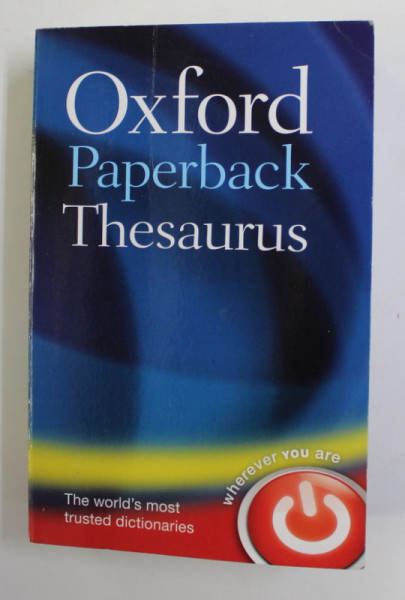 Oxford
Paperback
Thesaurus
wherever YOU are
The world's most
trusted dictionaries